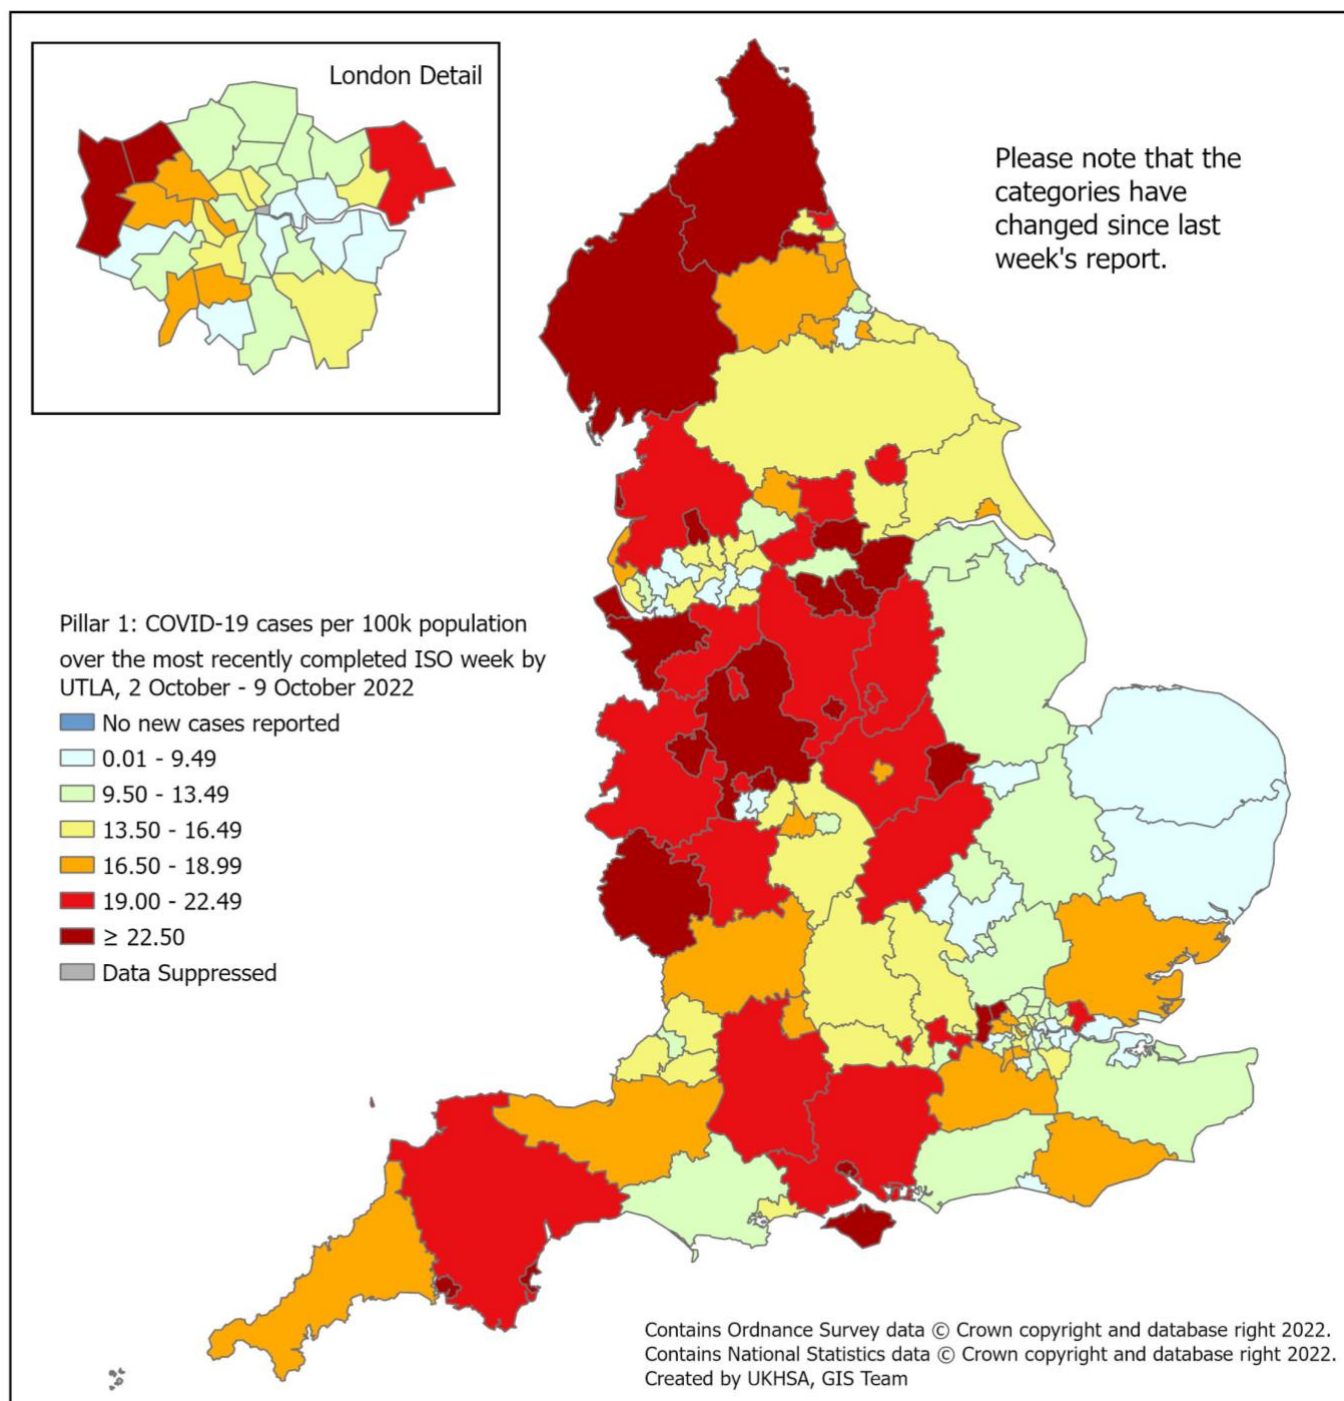 London Detail
Please note that the
categories have
changed since last
week's report.
Pillar 1: COVID-19 cases per 100k population
over the most recently completed ISO week by
UTLA, 2 October - 9 October 2022
No new cases reported
0.01 - 9.49
9.50 - 13.49
13.50 - 16.49
16.50 - 18.99
19.00 - 22.49
≥ 22.50
Data Suppressed
Contains Ordnance Survey data © Crown copyright and database right 2022.
Contains National Statistics data © Crown copyright and database right 2022.
Created by UKHSA, GIS Team